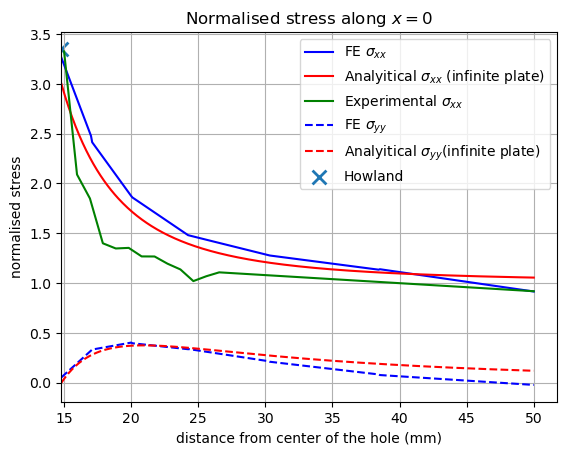 Normalised stress along x = 0
normalised stress
3.5
3.0
2.5
2.0
1.5
1.0
0.5
0.0
FE σxx
Analyitical σxx (infinite plate)
Experimental σxx
FE σyy
Analyitical σyy(infinite plate)
Howland
15 20 25 30 35 40 45 50
distance from center of the hole (mm)